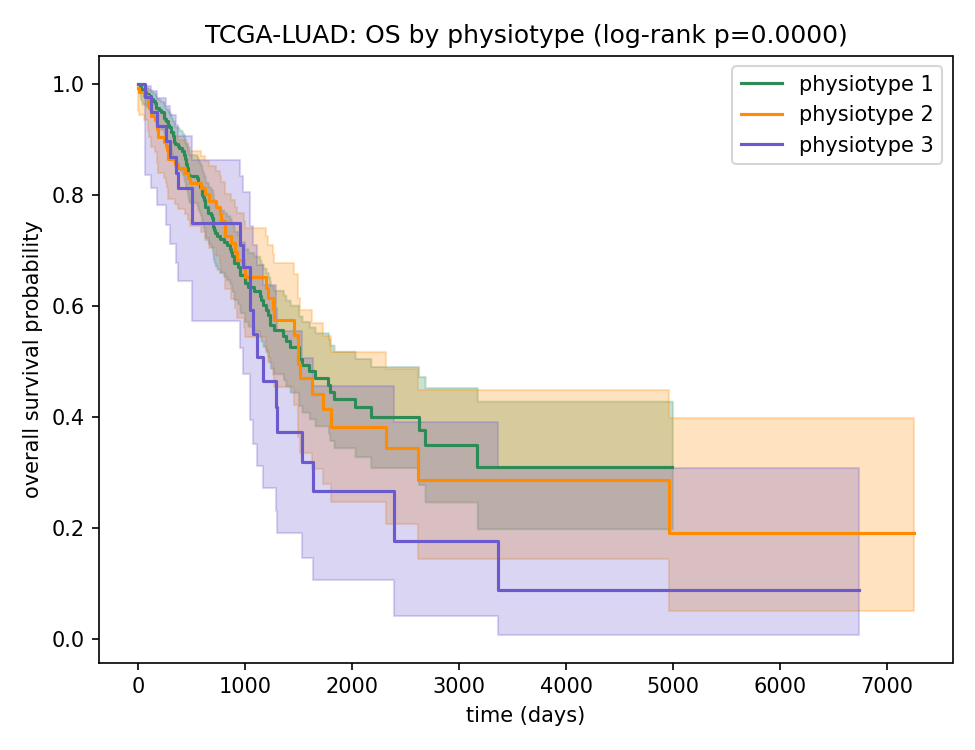 TCGA-LUAD: OS by physiotype (log-rank p=0.0000)
physiotype 1
physiotype 2
physiotype 3
overall survival probability
1.0
0.8
0.6
0.4
0.2
0.0
0 1000 2000 3000 4000 5000 6000 7000
time (days)